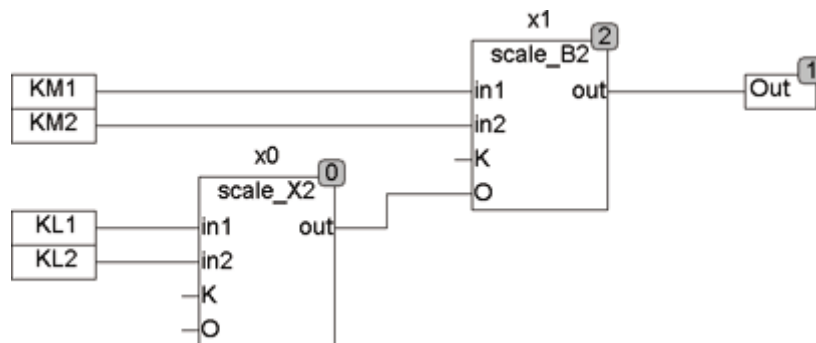 x1
2
scale_B2
1
KM1
in1
out
Out
KM2
in2
x0
K
0
scale_X2
O
KL1
in1
out
KL2
in2
K
O